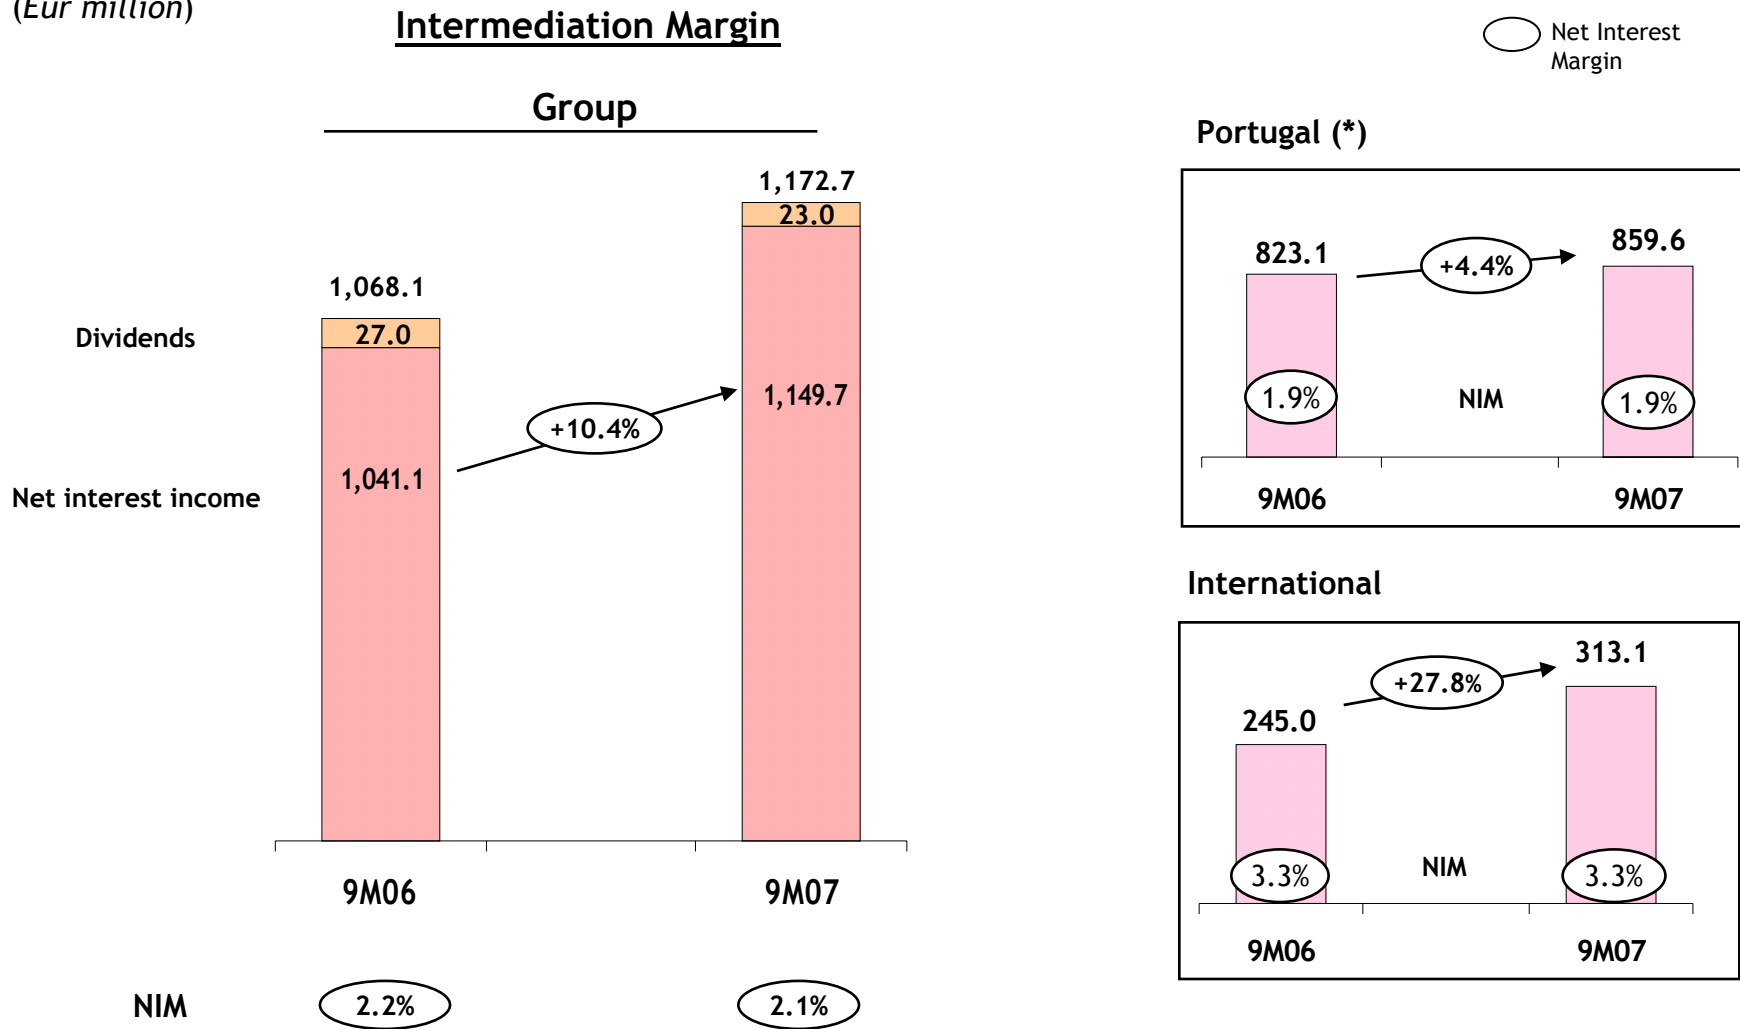 (Eur million)
Intermediation Margin
Net Interest
Margin
Group
1,172.7
23.0
1,068.1
Dividends
27.0
1,149.7
+10.4%
1,041.1
Net interest income
9M06
9M07
NIM
2.2%
2.1%
Portugal (*)
823.1
+4.4%
859.6
1.9%
NIM
1.9%
9M06
9M07
International
245.0
+27.8%
313.1
3.3%
NIM
3.3%
9M06
9M07